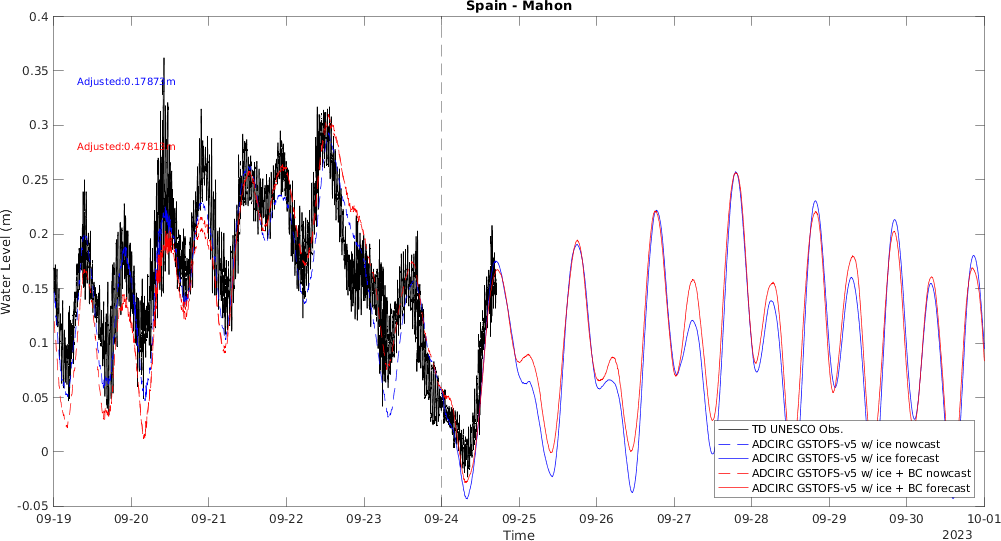 Spain - Mahon
0.4
0.35
0.3
0.25
0.2
0.15
0.1
0.05
0
-0.05
Water Level (m)
Adjusted:0.17873m
TD UNESCO Obs.
ADCIRC GSTOFS-v5 w/ ice nowcast
ADCIRC GSTOFS-v5 w/ ice forecast
ADCIRC GSTOFS-v5 w/ ice + BC nowcast
ADCIRC GSTOFS-v5 w/ ice + BC forecast
09-19 09-20 09-21 09-22 09-23 09-24 09-25 09-26 09-27 09-28 09-29 09-30 10-01
Time
2023